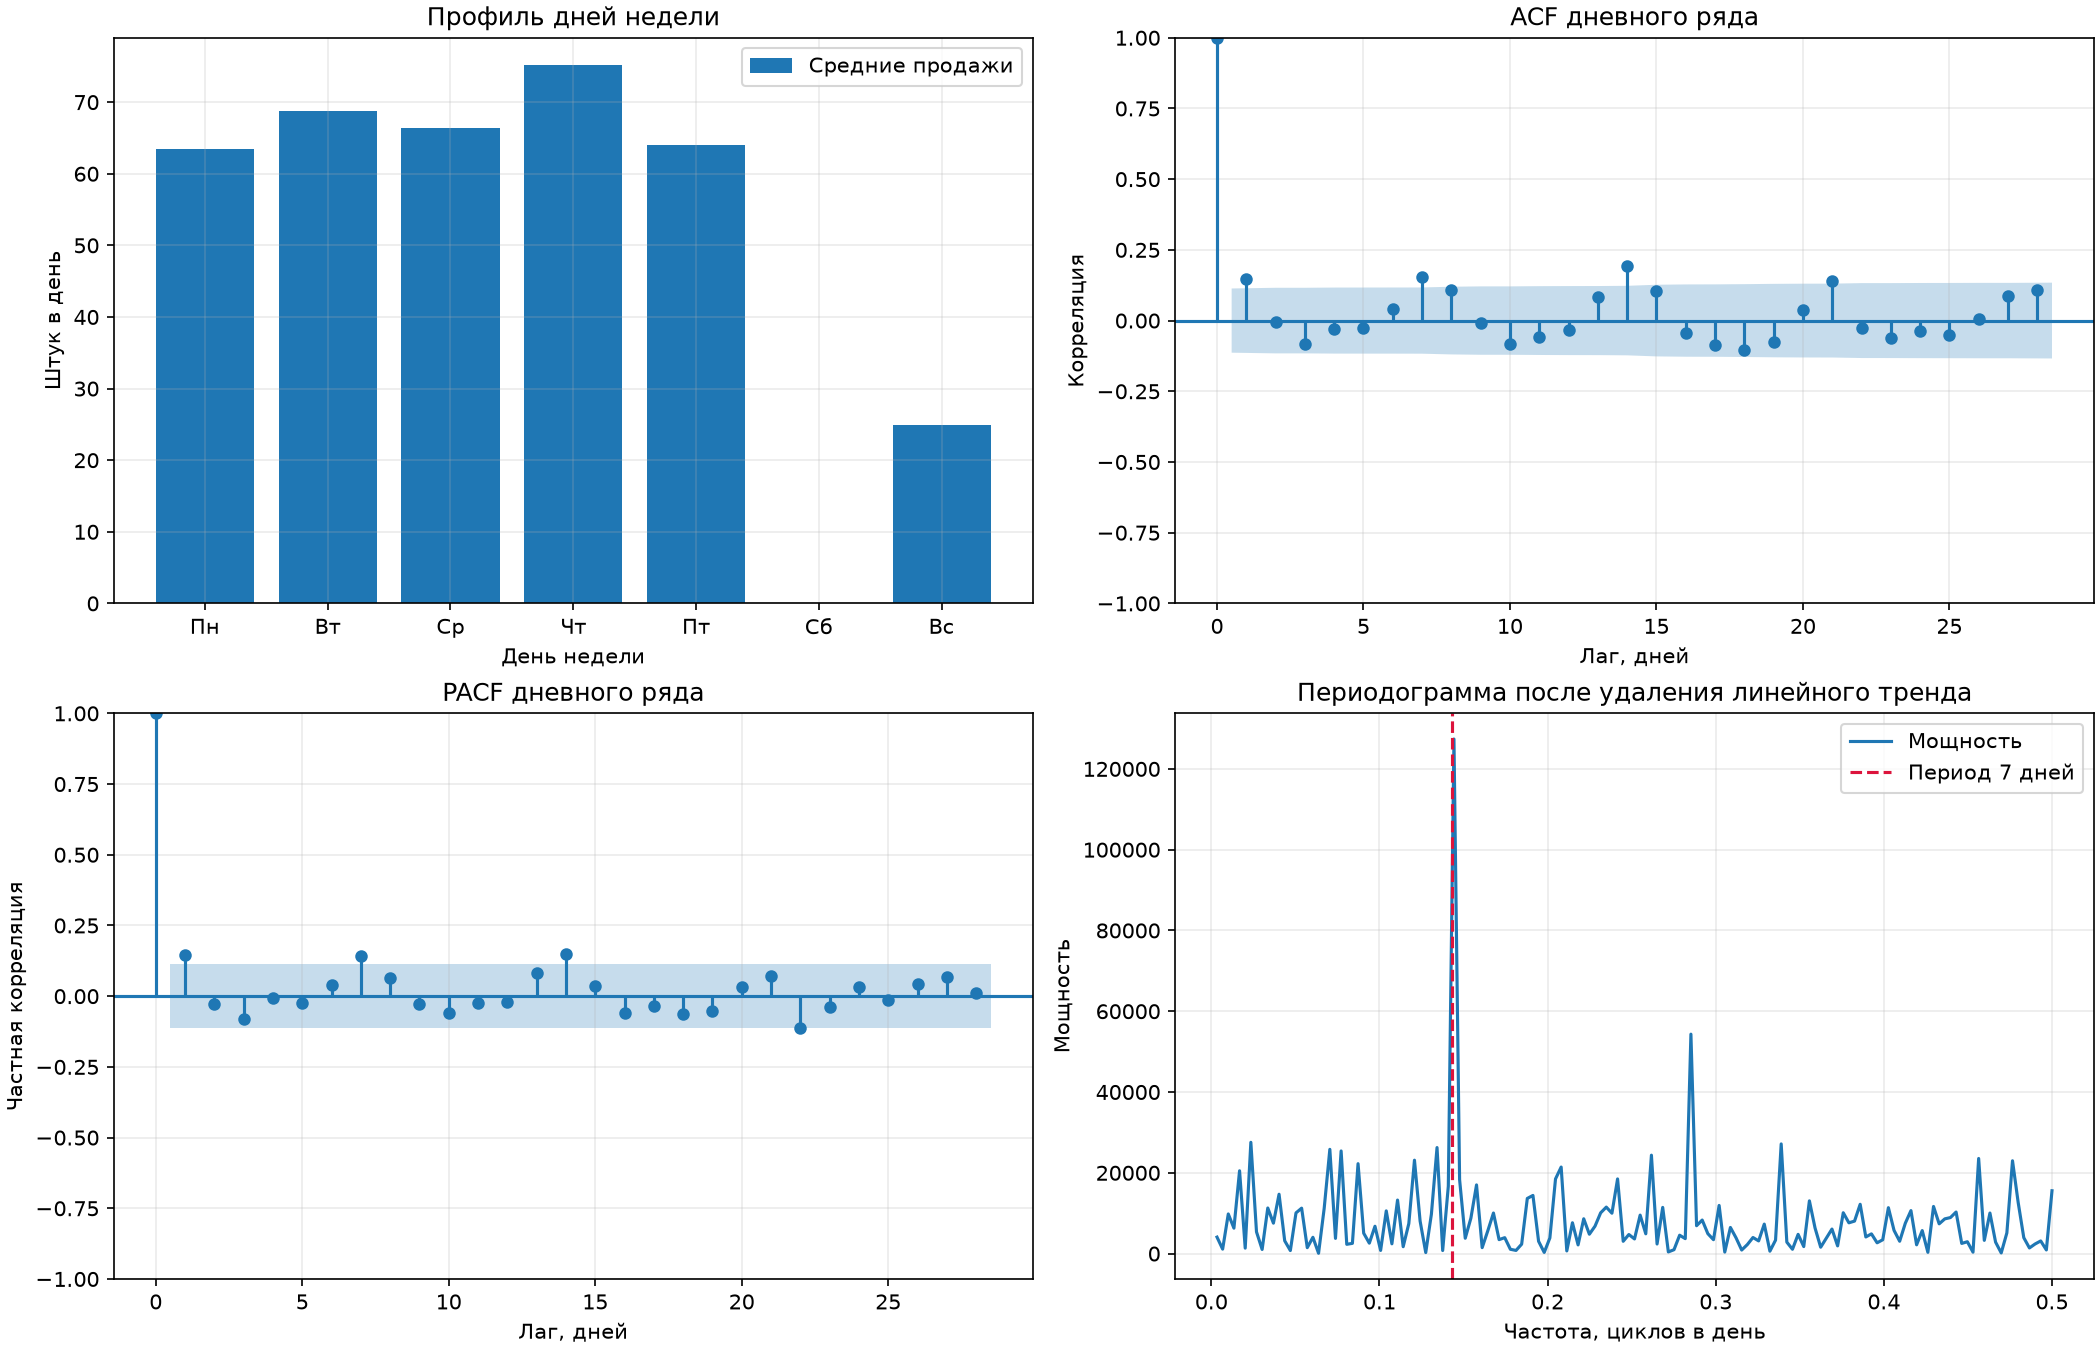 Профиль дней недели
Средние продажи
Штук в день
70
60
50
40
30
20
10
0
Пн Вт Ср Чт Пт Сб Вс
День недели
ACF дневного ряда
Корреляция
1.00
0.75
0.50
0.25
0.00
−0.25
−0.50
−0.75
−1.00
0 5 10 15 20 25
Лаг, дней
PACF дневного ряда
Частная корреляция
1.00
0.75
0.50
0.25
0.00
−0.25
−0.50
−0.75
−1.00
0 5 10 15 20 25
Лаг, дней
Периодограмма после удаления линейного тренда
Мощность
Период 7 дней
Мощность
120000
100000
80000
60000
40000
20000
0
0.0 0.1 0.2 0.3 0.4 0.5
Частота, циклов в день